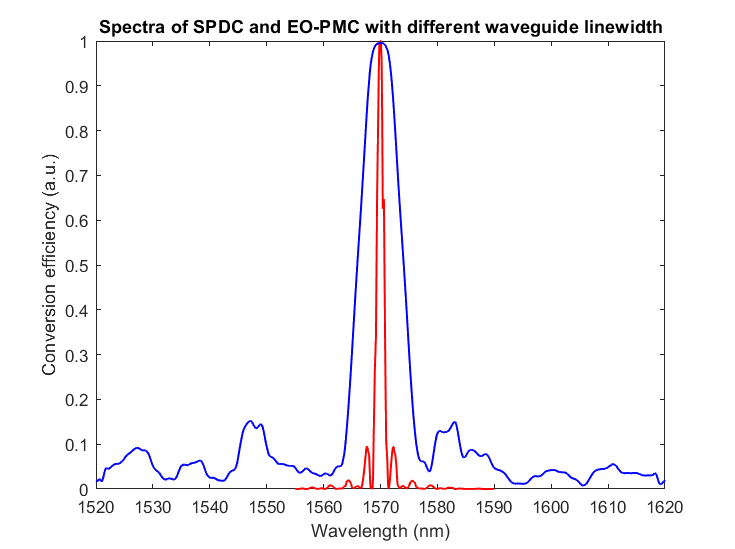 Spectra of SPDC and EO-PMC with different waveguide linewidth
1
0.9
0.8
0.7
0.6
0.5
0.4
0.3
0.2
0.1
0
Conversion efficiency (a.u.)
1520 1530 1540 1550 1560 1570 1580 1590 1600 1610 1620
Wavelength (nm)